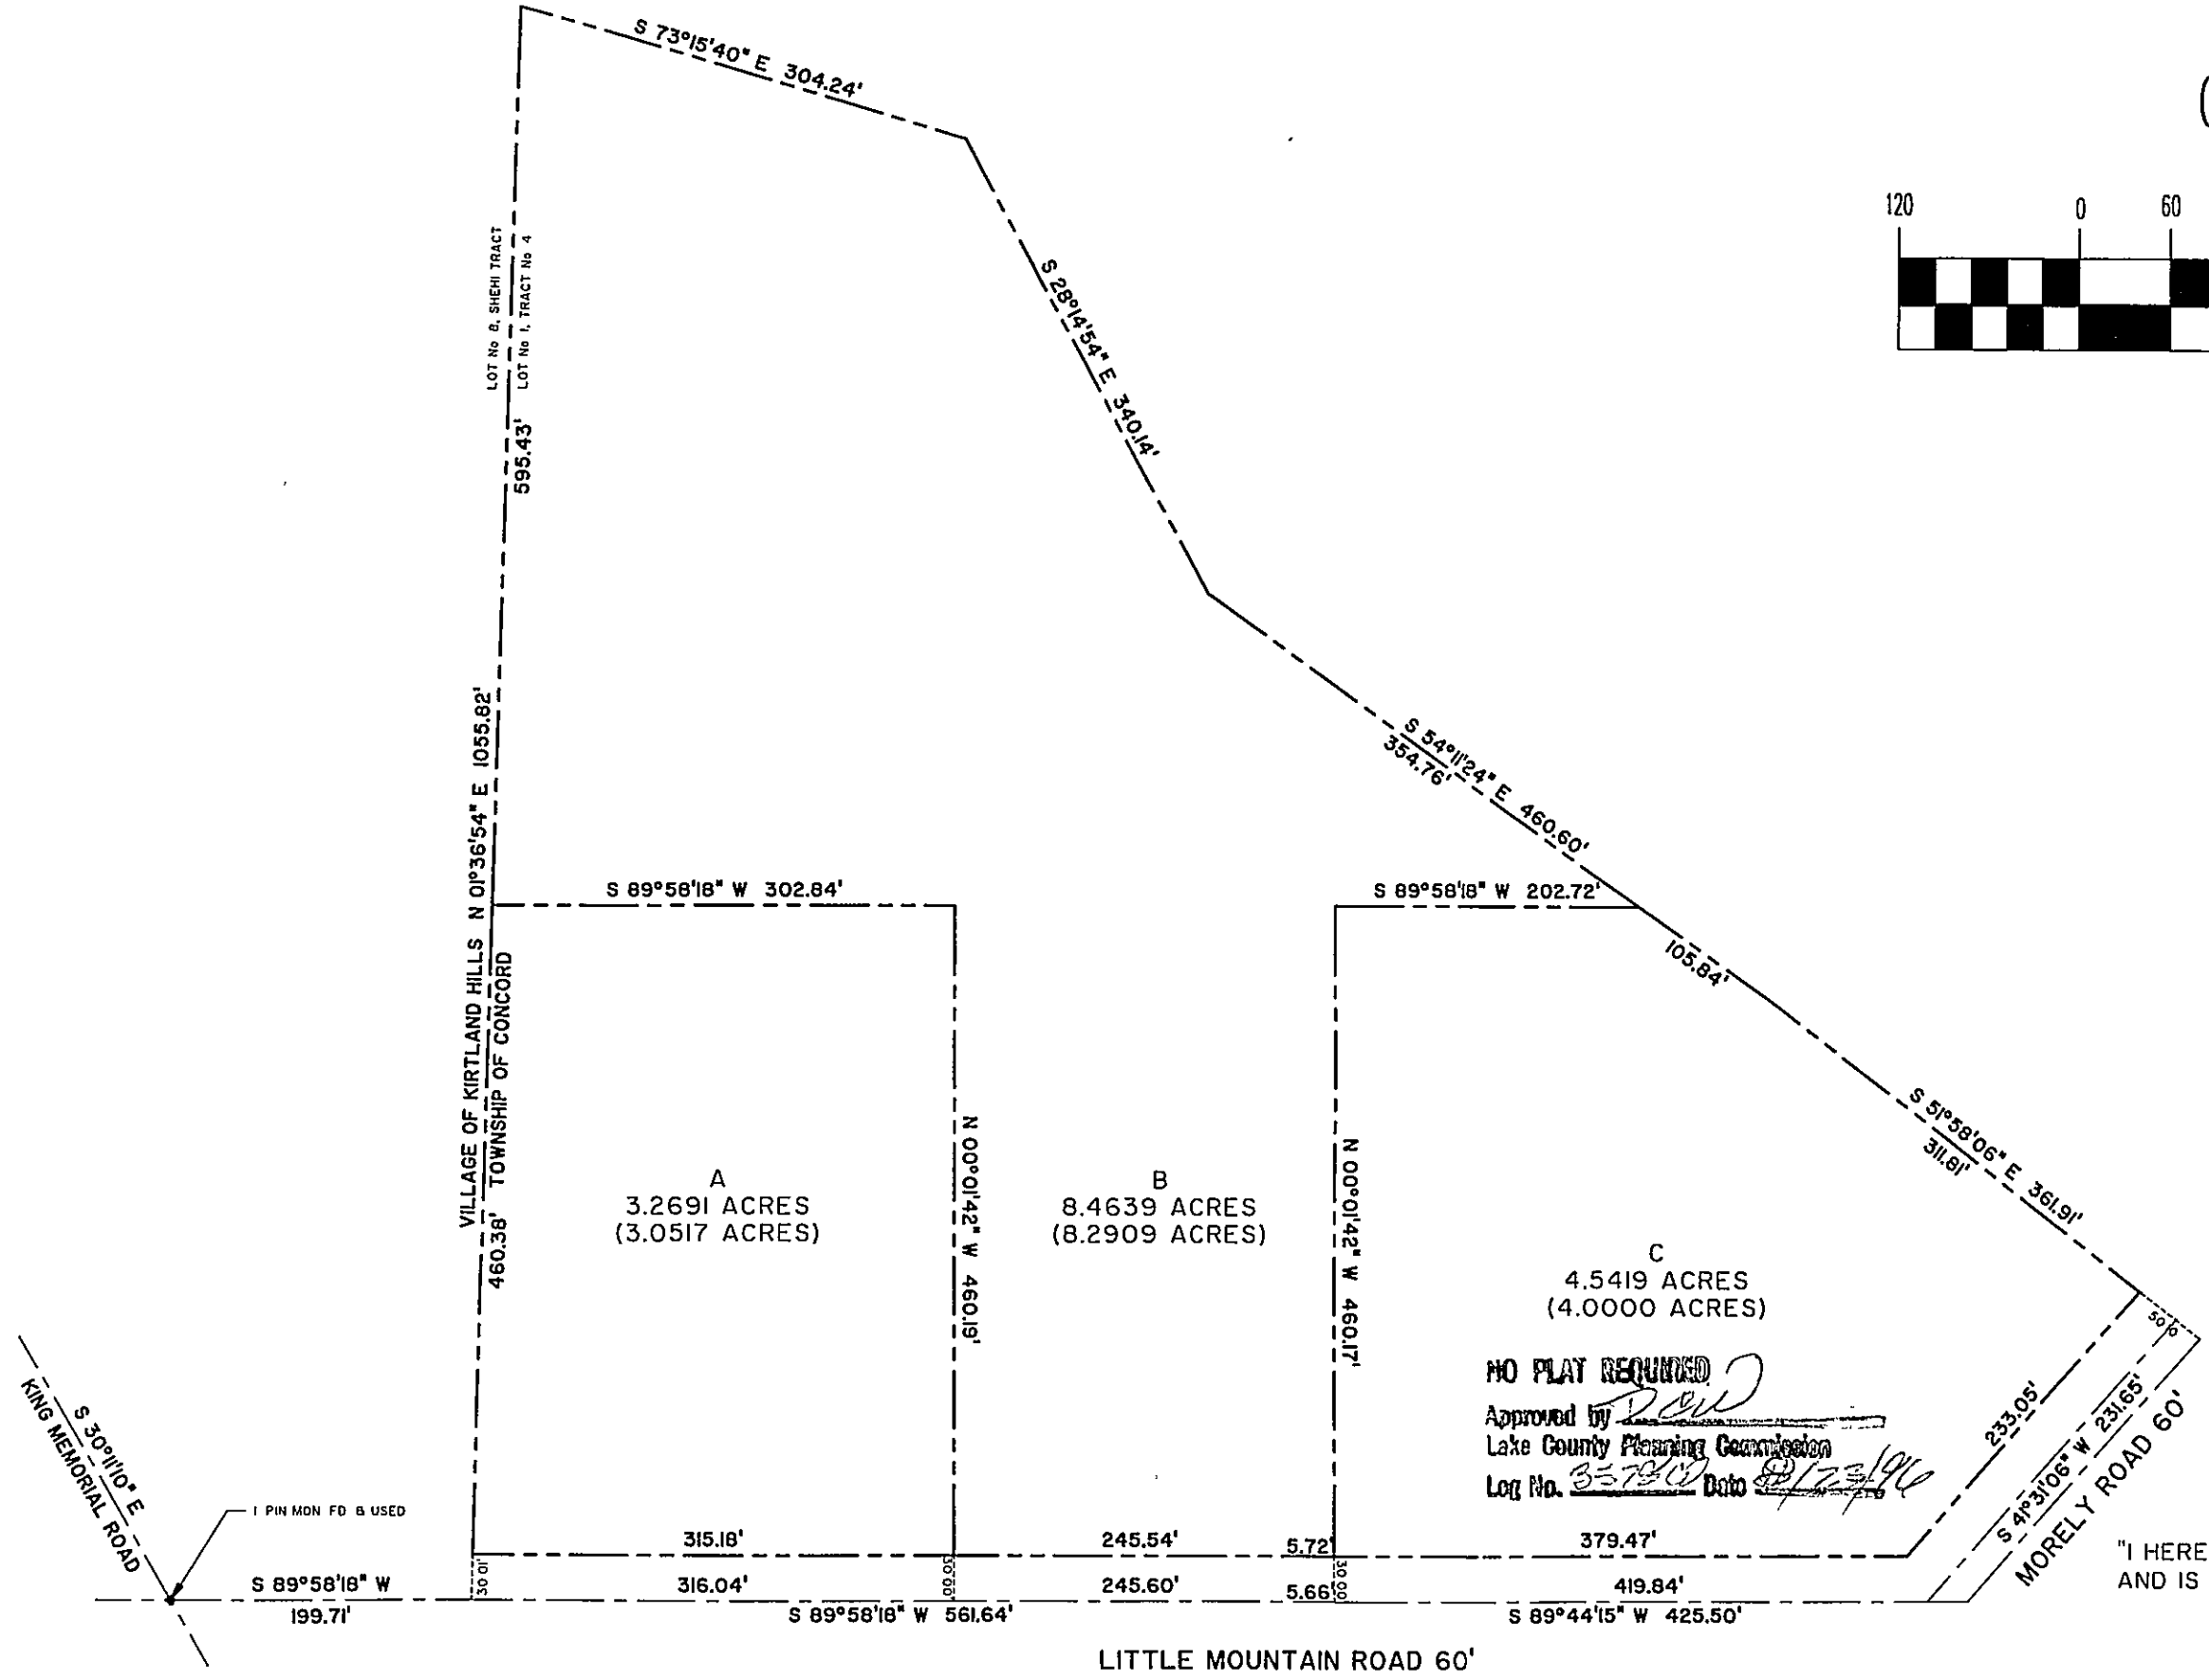 S 73°15'40" E 304.24'
120 0 60
LOT No 8, SHEHI TRACT
LOT No 1, TRACT No 4
595.43'
S 28°14'54" E 340.14'
VILLAGE OF KIRTLAND HILLS N 01°36'54" E 1055.82'
460.38' TOWNSHIP OF CONCORD
S 54°11'24" E 460.60'
354.76'
S 89°58'18" W 302.84'
S 89°58'18" W 202.72'
105.84'
N 00°01'42" W 460.19'
N 00°01'42" W 460.17'
S 51°58'06" E 361.91'
311.81'
A
3.2691 ACRES
(3.0517 ACRES)
B
8.4639 ACRES
(8.2909 ACRES)
C
4.5419 ACRES
(4.0000 ACRES)
50.10
NO PLAT REQUIRED
Approved by
Lake County Planning Commission
Log No. Date
233.05'
S 41°31'06" W 231.65'
MORELY ROAD 60'
S 30°11'10" E
KING MEMORIAL ROAD
1 PIN MON FD & USED
315.18' 245.54' 5.72' 379.47'
30.01' 30.00 30.00
S 89°58'18" W 316.04' 245.60' 5.66' 419.84'
199.71' S 89°58'18" W 561.64' S 89°44'15" W 425.50'
"I HERE
AND IS
LITTLE MOUNTAIN ROAD 60'